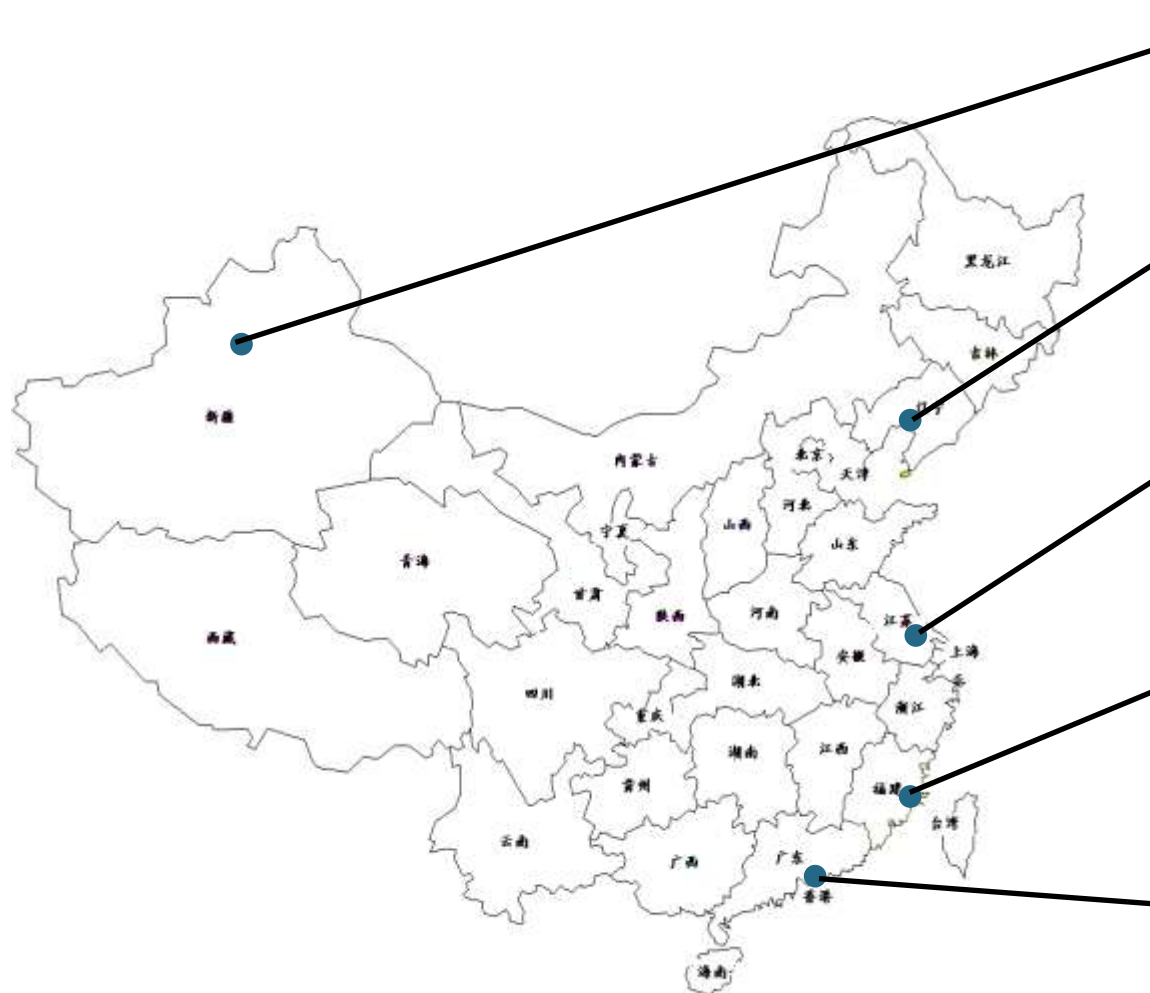 黑龙江
吉林
辽宁
新疆
内蒙古
北京
天津
河北
山西
宁夏
山东
青海
甘肃
陕西
河南
江苏
西藏
安徽
上海
四川
湖北
浙江
重庆
湖南
江西
贵州
福建
台湾
云南
广西
广东
香港
海南